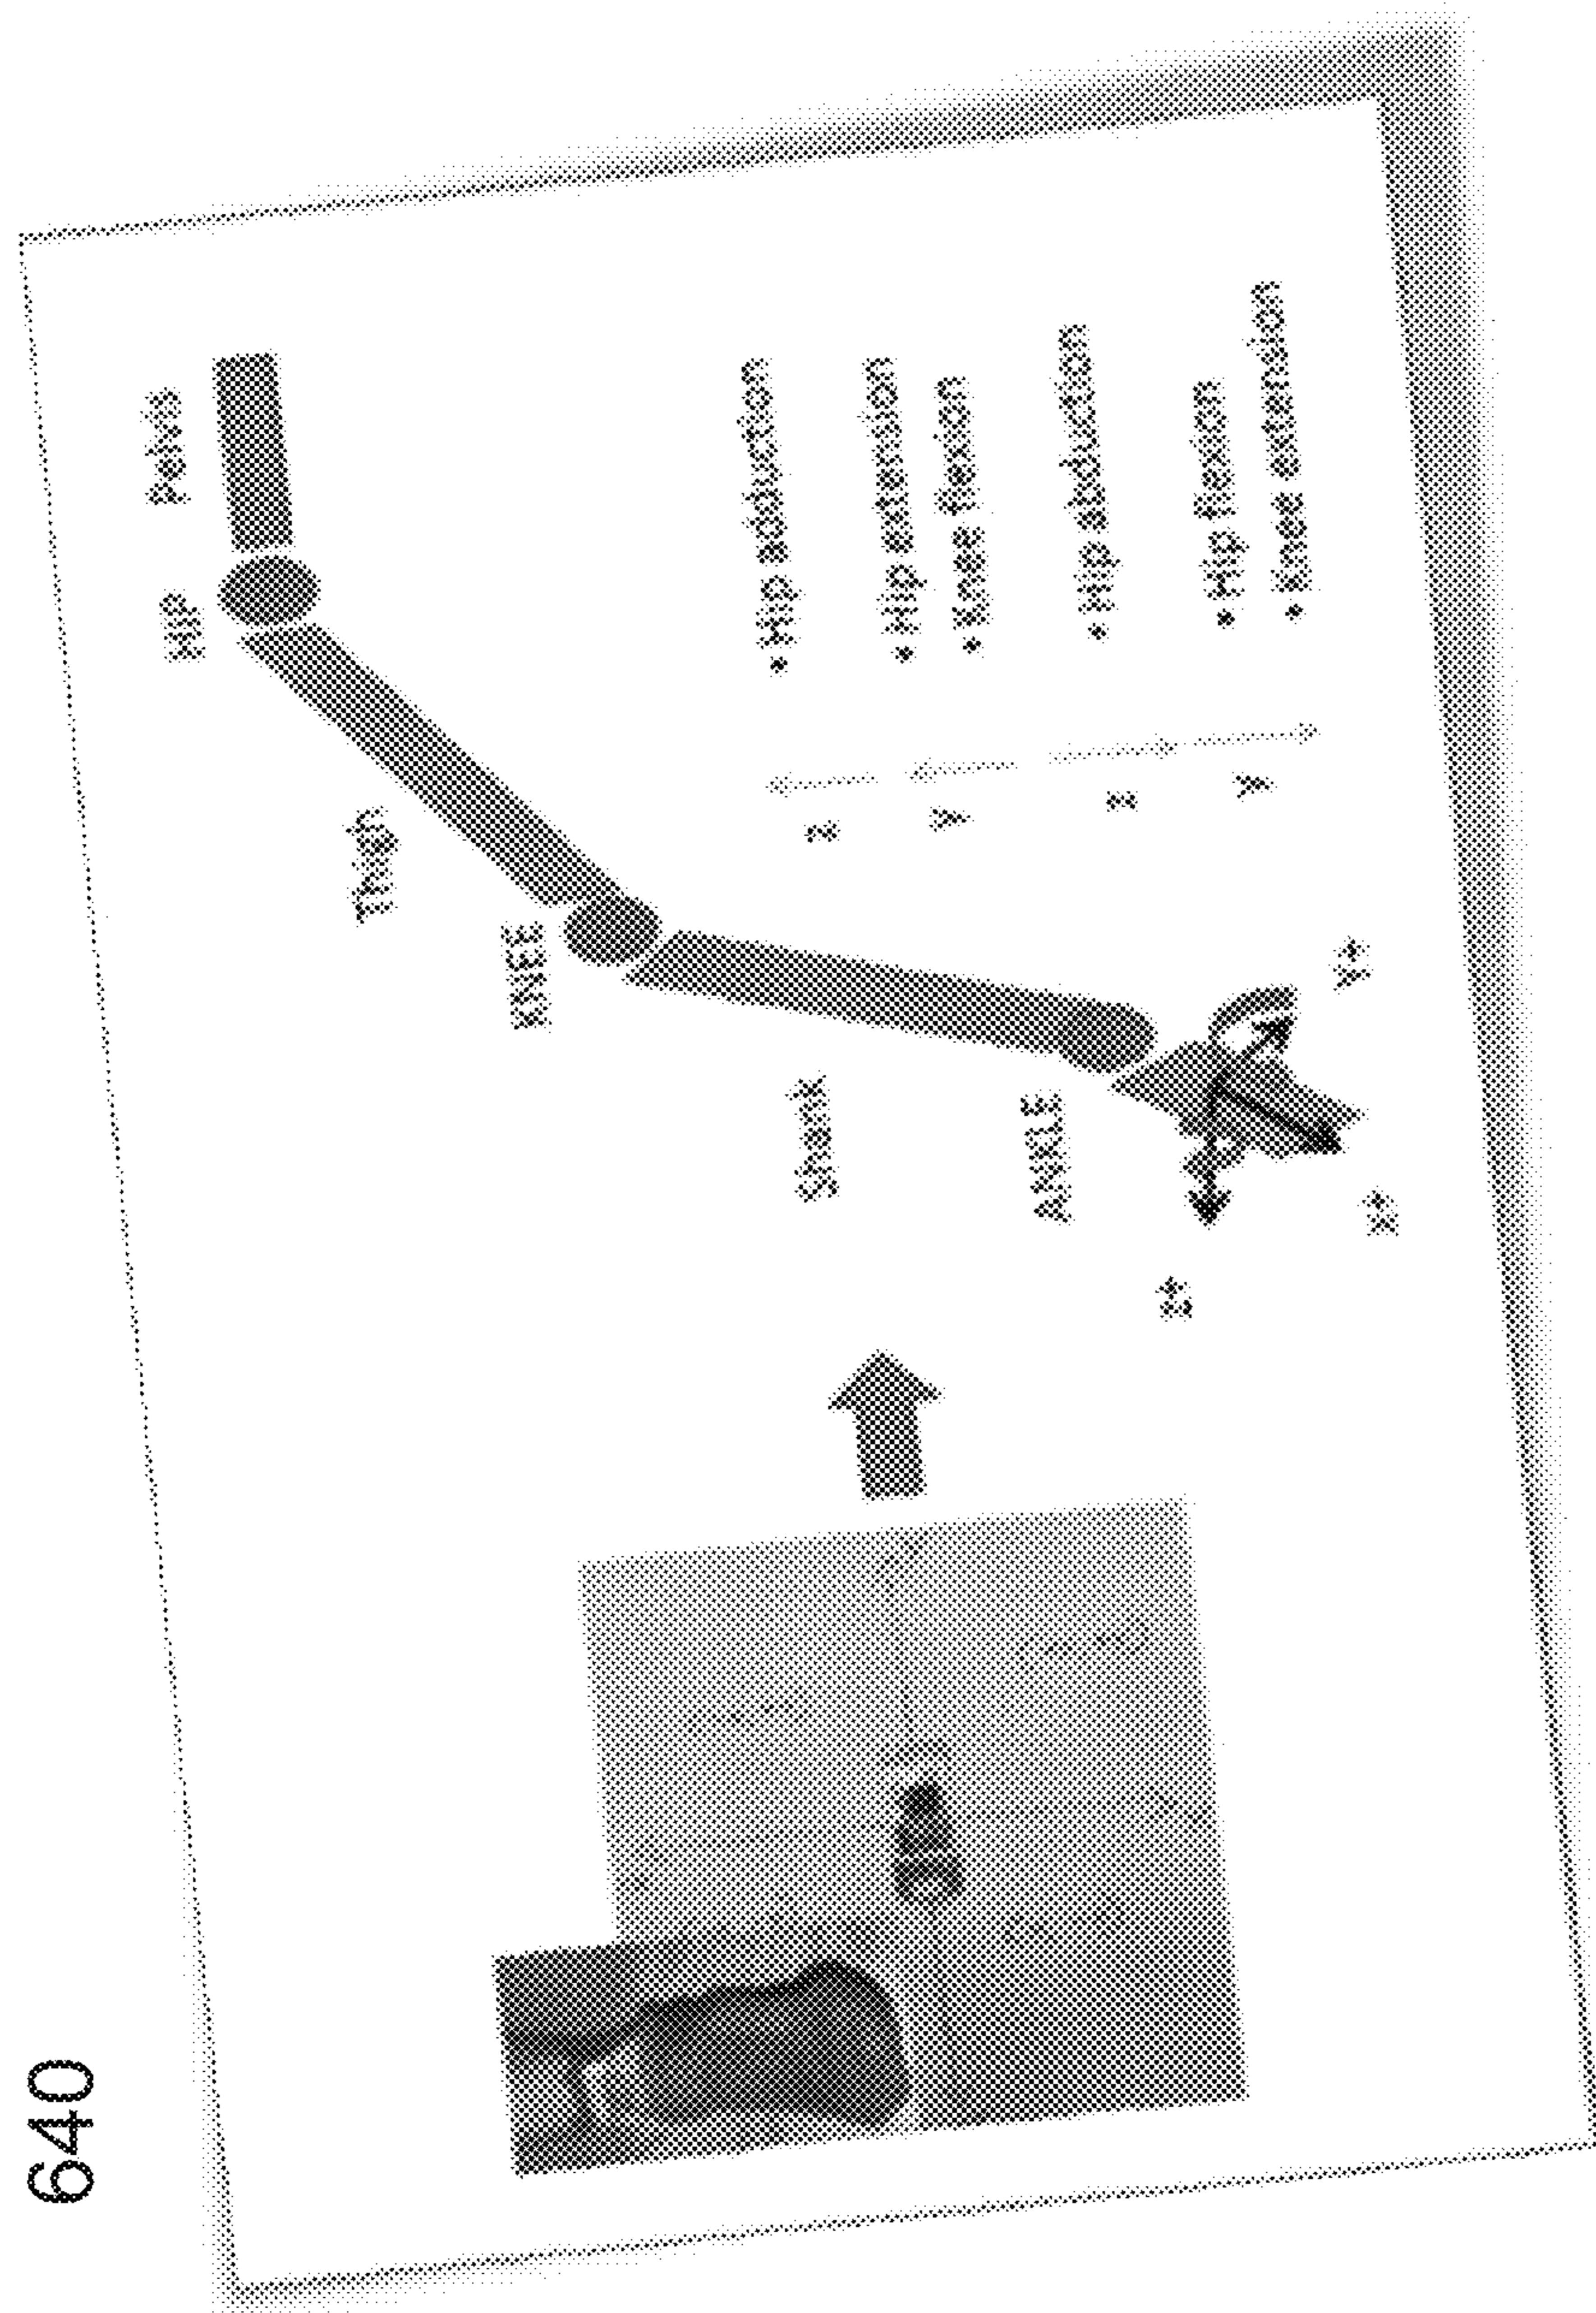 640
HIP
Pelvis
Thigh
KNEE
Shank
ANKLE
z+
x+
Y+
z
• Hip adduction
y
• Hip extension
• Knee flexion
z
• Hip abduction
y
• Hip flexion
• Knee extension